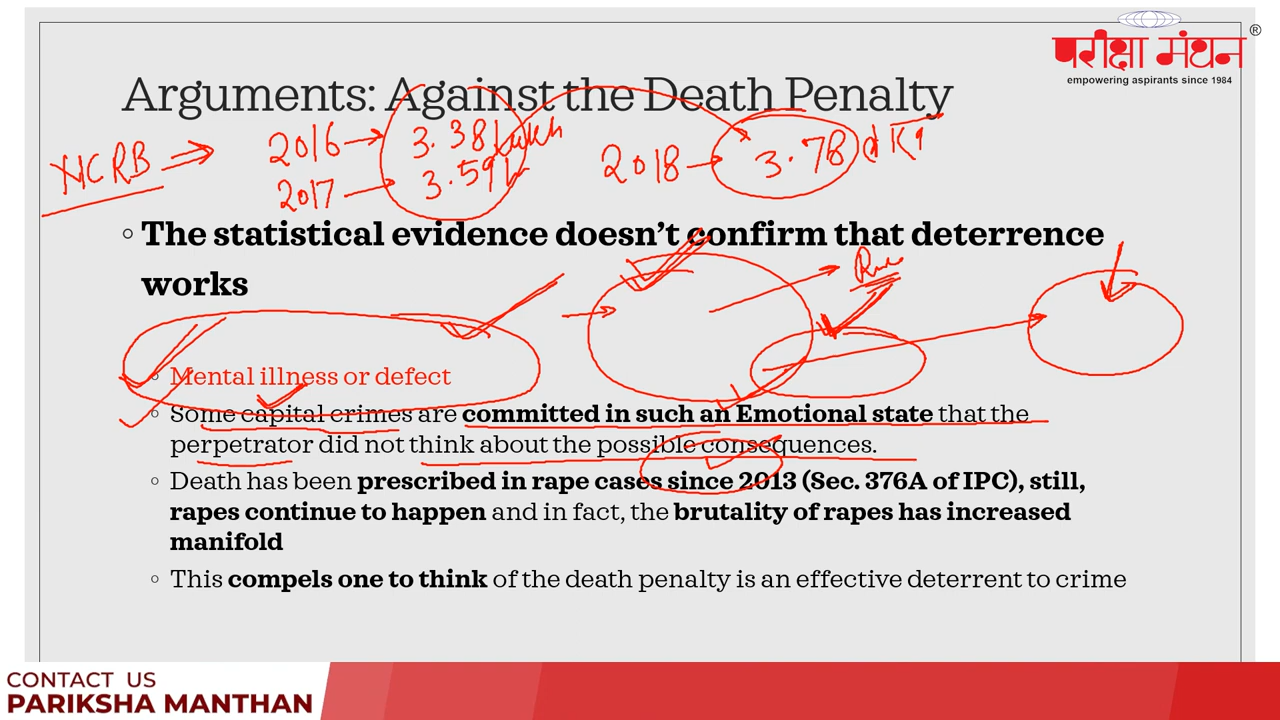 परीक्षा मंथन ®
empowering aspirants since 1984
Arguments: Against the Death Penalty
NCRB ⇒ 2016 → 3.38 Lakh
2017 → 3.59 L
2018 → 3.78
◦ The statistical evidence doesn’t confirm that deterrence
works
◦ Mental illness or defect
◦ Some capital crimes are committed in such an Emotional state that the
perpetrator did not think about the possible consequences.
◦ Death has been prescribed in rape cases since 2013 (Sec. 376A of IPC), still,
rapes continue to happen and in fact, the brutality of rapes has increased
manifold
◦ This compels one to think of the death penalty is an effective deterrent to crime
CONTACT US
PARIKSHA MANTHAN